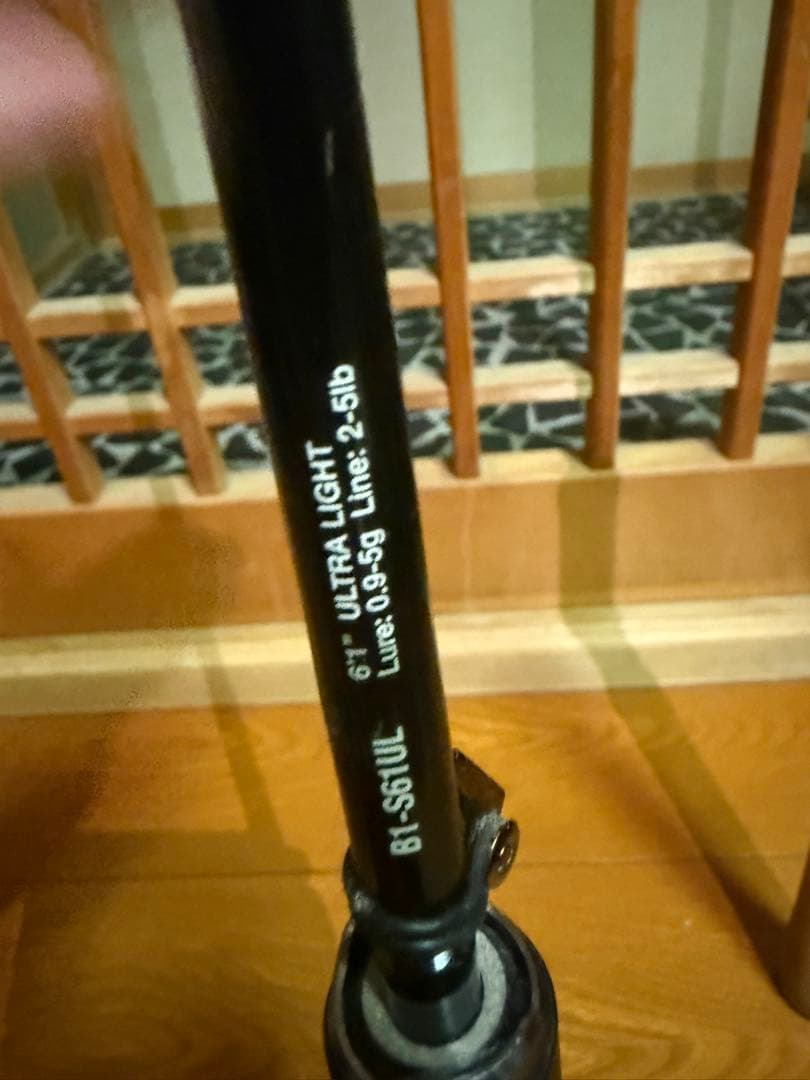 6'1" ULTRA LIGHT
Lure: 0.9-5g Line: 2-5lb
B1-S61UL